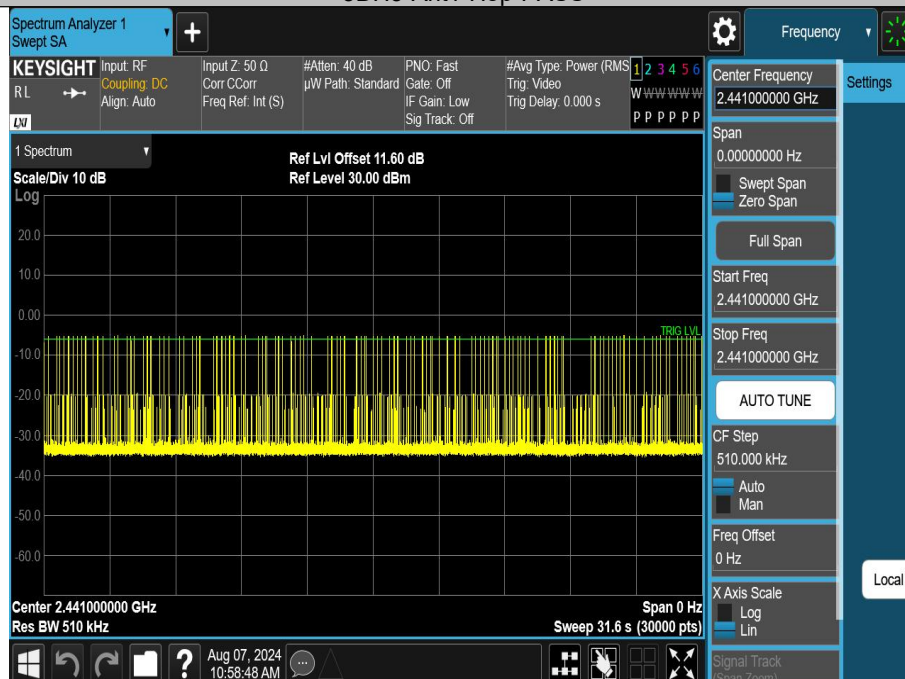 Spectrum Analyzer 1
Swept SA
Frequency
KEYSIGHT
RL
LXI
Input: RF
Coupling: DC
Align: Auto
Input Z: 50 Ω
Corr CCorr
Freq Ref: Int (S)
#Atten: 40 dB
µW Path: Standard
PNO: Fast
Gate: Off
IF Gain: Low
Sig Track: Off
#Avg Type: Power (RMS
Trig: Video
Trig Delay: 0.000 s
1 2 3 4 5 6
W W W W W W
P P P P P P
1 Spectrum
Scale/Div 10 dB
Ref Lvl Offset 11.60 dB
Ref Level 30.00 dBm
Log
20.0
10.0
0.00
TRIG LVL
-10.0
-20.0
-30.0
-40.0
-50.0
-60.0
Center 2.441000000 GHz
Span 0 Hz
Res BW 510 kHz
Sweep 31.6 s (30000 pts)
Aug 07, 2024
10:58:48 AM
Center Frequency
2.441000000 GHz
Settings
Span
0.00000000 Hz
Swept Span
Zero Span
Full Span
Start Freq
2.441000000 GHz
Stop Freq
2.441000000 GHz
AUTO TUNE
CF Step
510.000 kHz
Auto
Man
Freq Offset
0 Hz
Local
X Axis Scale
Log
Lin
Signal Track
(Span Zoom)